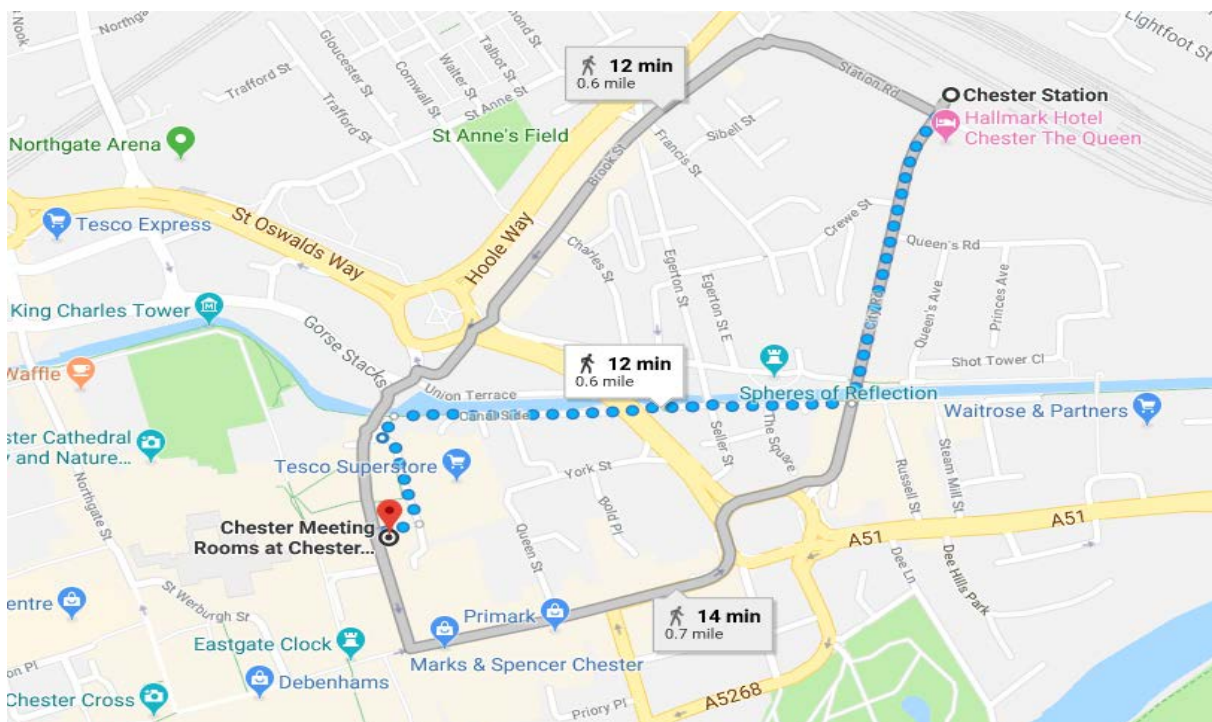 Nook
Northga
Northgate Arena
Trafford St
Gloucester St
Trafford St
Cornwall St
Walter St
Talbot St
St Anne St
St Anne's Field
12 min
0.6 mile
Station Rd
Chester Station
Hallmark Hotel
Chester The Queen
Lightfoot St
Sibell St
Francis St
Brook St
Crewe St
Queen's Rd
Tesco Express
St Oswalds Way
Hoole Way
Charles St
Egerton St
Egerton St E
City Rd
Queen's Ave
Princes Ave
King Charles Tower
Gorse Stacks
12 min
0.6 mile
Shot Tower Cl
Waffle
Union Terrace
Canal Side
Spheres of Reflection
Waitrose & Partners
ster Cathedral
y and Nature...
Tesco Superstore
York St
Seller St
The Square
Russell St
Steam Mill St
Northgate St
Chester Meeting
Rooms at Chester...
Bold Pl
Queen St
A51
A51
Dee Ln
Dee Hills Park
entre
St Werburgh St
Primark
14 min
0.7 mile
Eastgate Clock
Marks & Spencer Chester
on Pl
Debenhams
A5268
Chester Cross
Priory Pl